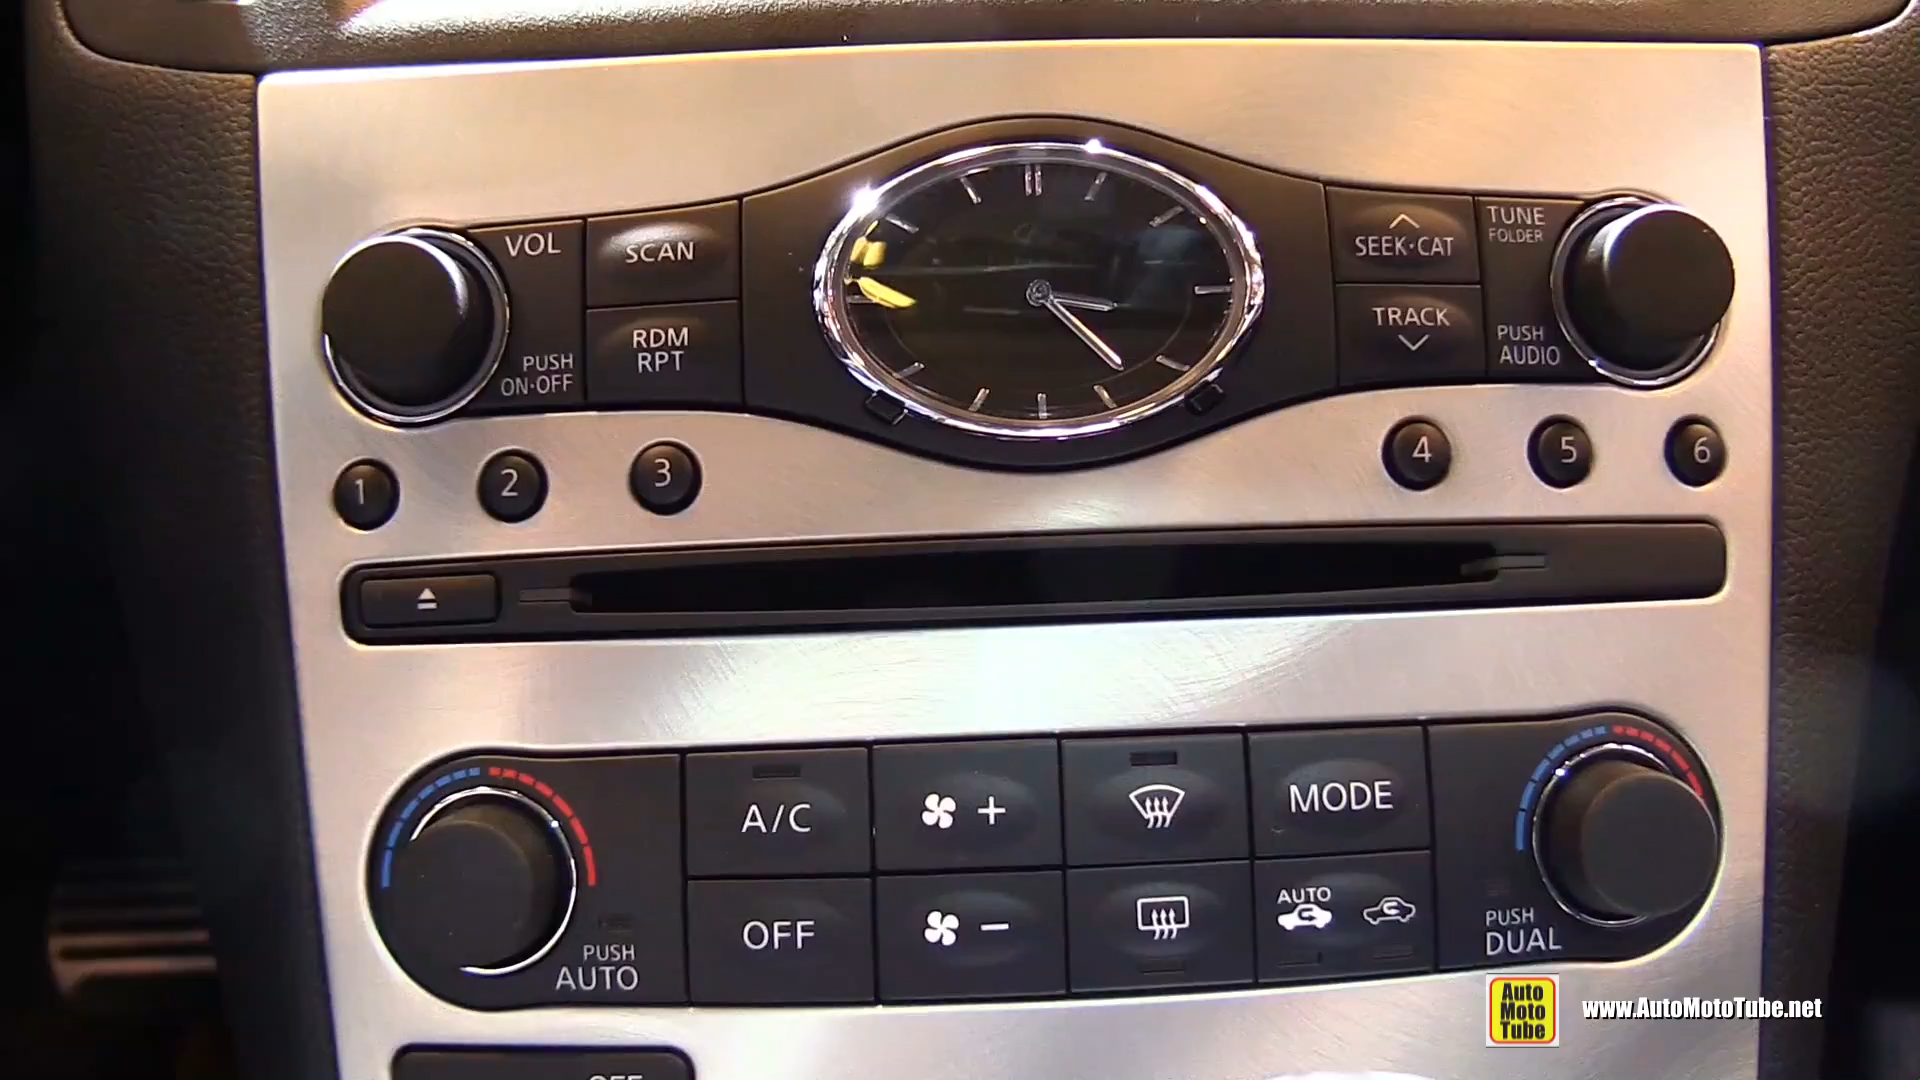 VOL
SCAN
RDM
RPT
PUSH
ON·OFF
SEEK·CAT
TRACK
TUNE
FOLDER
PUSH
AUDIO
1
2
3
4
5
6
A/C
+
MODE
OFF
−
AUTO
PUSH
AUTO
PUSH
DUAL
OFF
Auto
Moto
Tube
www.AutoMotoTube.net